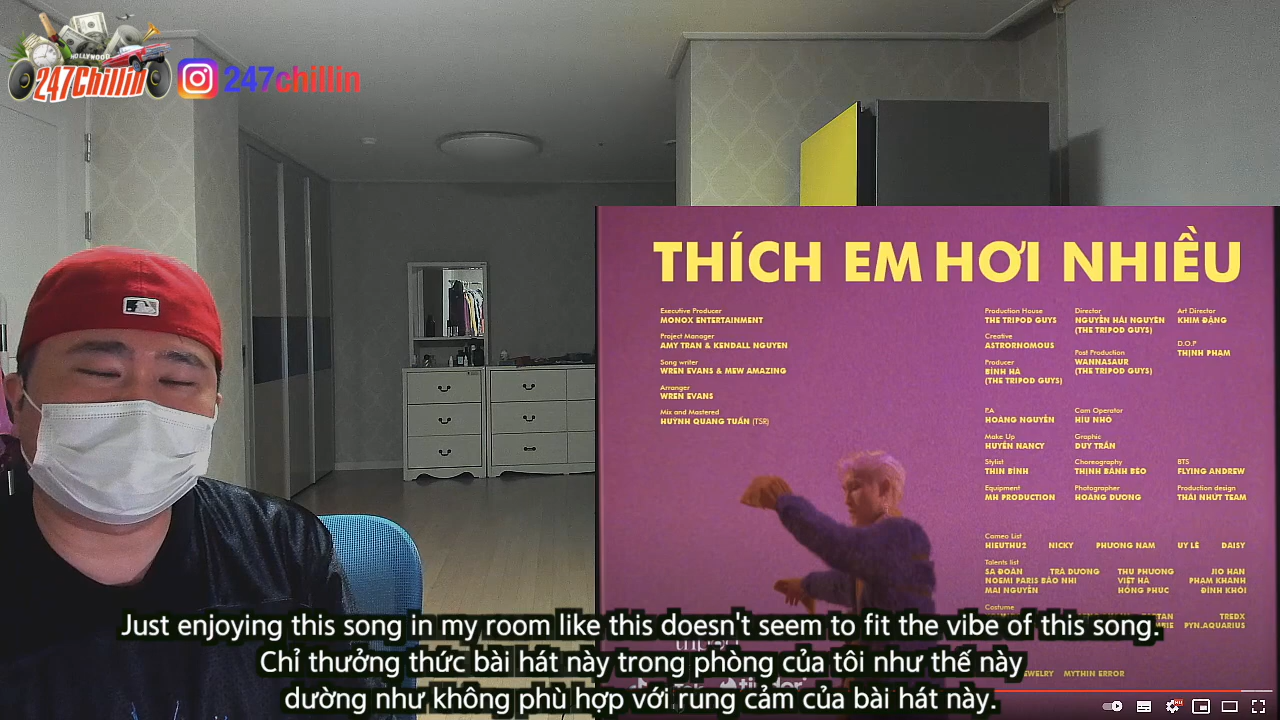 HOLLYWOOD
247Chillin
247chillin
THÍCH EM HƠI NHIỀU
Executive Producer
MONOX ENTERTAINMENT
Project Manager
AMY TRAN & KENDALL NGUYEN
Song writer
WREN EVANS & MEW AMAZING
Arranger
WREN EVANS
Mix and Mastered
HUỲNH QUANG TUẤN (TSR)
Production House
THE TRIPOD GUYS
Creative
ASTRORNOMOUS
Producer
BÌNH HÀ
(THE TRIPOD GUYS)
Director
NGUYỄN HẢI NGUYÊN
(THE TRIPOD GUYS)
Post Production
WANNASAUR
(THE TRIPOD GUYS)
Art Director
KHIM ĐẶNG
D.O.P
THỊNH PHẠM
P.A
HOÀNG NGUYÊN
Cam Operator
HÍU NHỎ
Make Up
HUYỀN NANCY
Graphic
DUY TRẦN
Stylist
THIN BÌNH
Choreography
THỊNH BÁNH BÈO
BTS
FLYING ANDREW
Equipment
MH PRODUCTION
Photographer
HOÀNG DƯƠNG
Production design
THÁI NHỨT TEAM
Cameo List
HIEUTHU2 NICKY PHƯƠNG NAM UY LÊ DAISY
Talents list
SA ĐOÀN TRÀ DƯƠNG THU PHƯƠNG JIO HAN
NOEMI PARIS BẢO NHI VIỆT HÀ PHẠM KHANH
MAI NGUYÊN HỒNG PHÚC ĐÌNH KHÔI
Costume
TREDX
PYN.AQUARIUS
MYTHIN ERROR
Just enjoying this song in my room like this doesn't seem to fit the vibe of this song.
Chỉ thưởng thức bài hát này trong phòng của tôi như thế này
dường như không phù hợp với rung cảm của bài hát này.